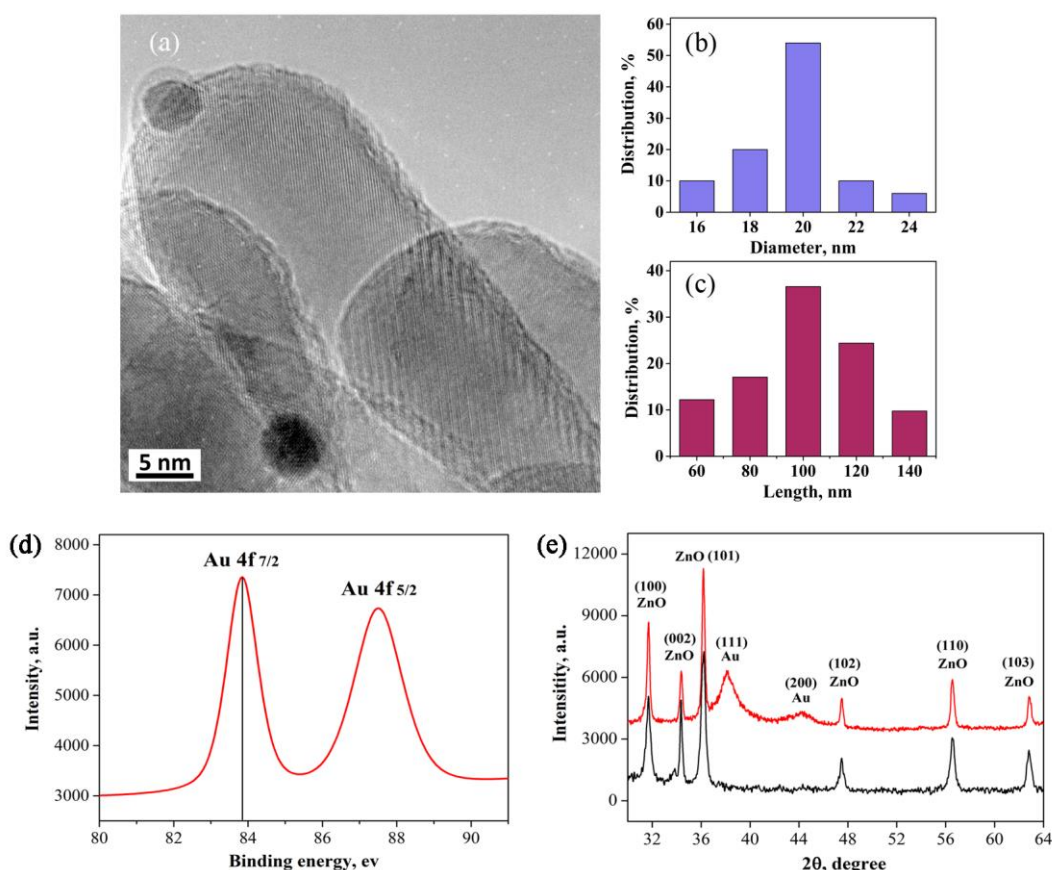 (a)
5 nm
(b)
Distribution, %
60
50
40
30
20
10
0
16 18 20 22 24
Diameter, nm
(c)
Distribution, %
40
30
20
10
0
60 80 100 120 140
Length, nm
(d)
Intensity, a.u.
8000
7000
6000
5000
4000
3000
Au 4f 7/2
Au 4f 5/2
80 82 84 86 88 90
Binding energy, ev
(e)
Intensitity, a.u.
12000
9000
6000
3000
0
(100)
ZnO
(002)
ZnO
ZnO (101)
(111)
Au
(200)
Au
(102)
ZnO
(110)
ZnO
(103)
ZnO
32 36 40 44 48 52 56 60 64
2θ, degree